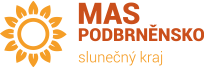 MAS
PODBRNĚNSKO
slunečný kraj